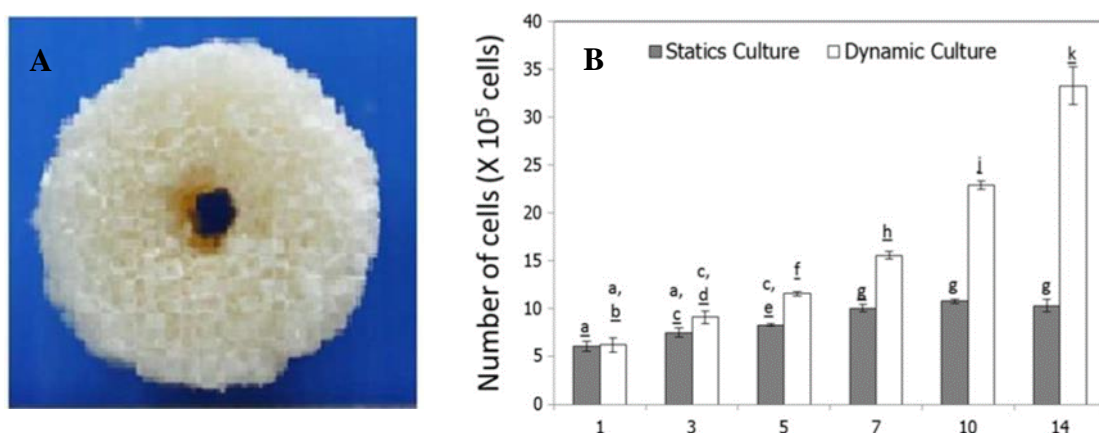 A
B
Number of cells (X 10⁵ cells)
40
35
30
25
20
15
10
5
0
Statics Culture
Dynamic Culture
a
a,
b
a,
c
c,
d
c,
e
f
g
h
g
j
g
k
1
3
5
7
10
14